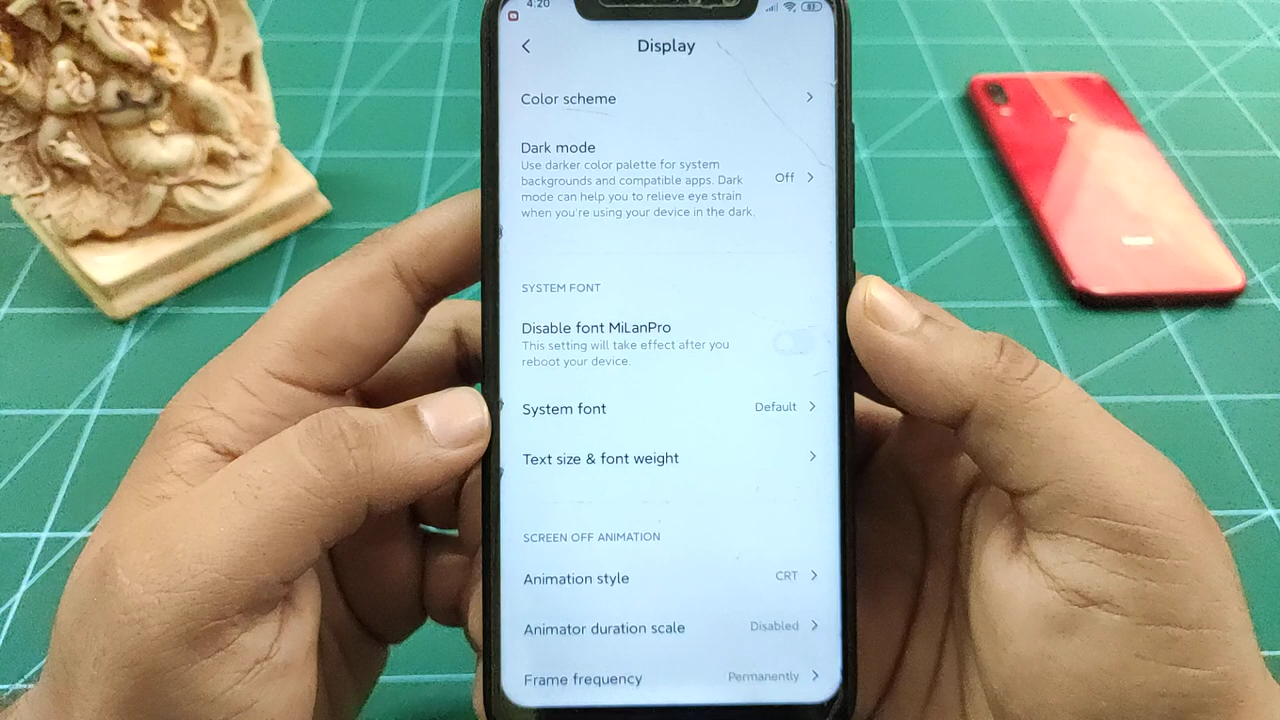 4:20
Display
Color scheme
Dark mode
Use darker color palette for system
backgrounds and compatible apps. Dark
mode can help you to relieve eye strain
when you're using your device in the dark.
Off
SYSTEM FONT
Disable font MiLanPro
This setting will take effect after you
reboot your device.
System font
Default
Text size & font weight
SCREEN OFF ANIMATION
Animation style
CRT
Animator duration scale
Disabled
Frame frequency
Permanently